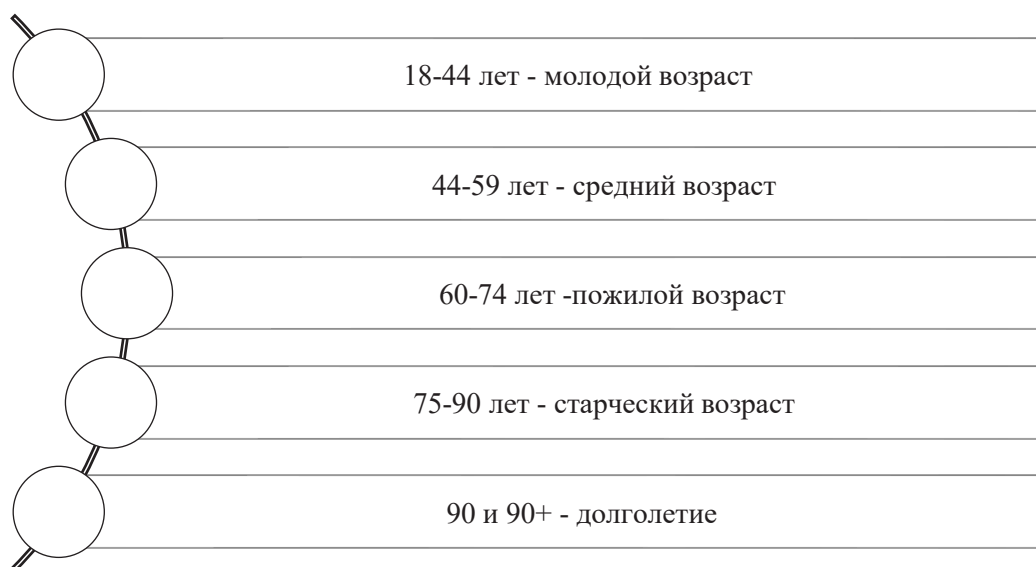 18-44 лет - молодой возраст
44-59 лет - средний возраст
60-74 лет -пожилой возраст
75-90 лет - старческий возраст
90 и 90+ - долголетие